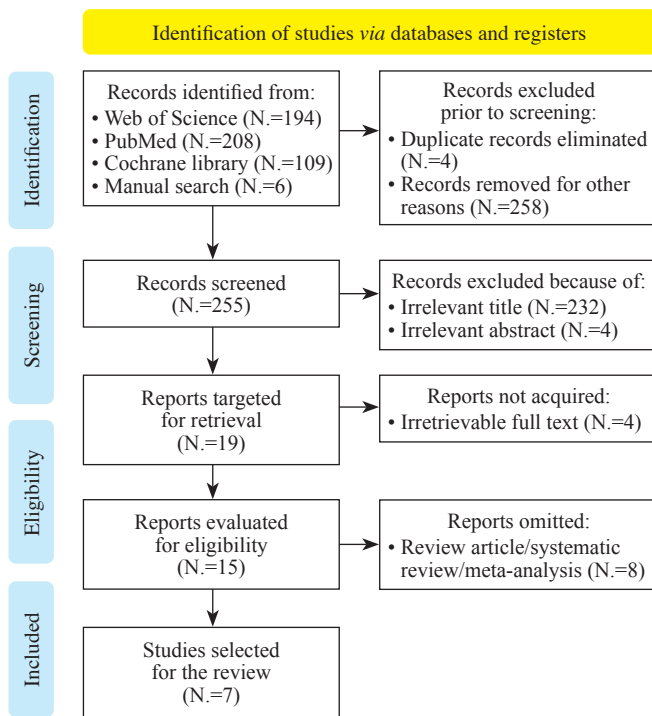 Identification of studies via databases and registers
Identification
Records identified from:
• Web of Science (N.=194)
• PubMed (N.=208)
• Cochrane library (N.=109)
• Manual search (N.=6)
Records excluded
prior to screening:
• Duplicate records eliminated
(N.=4)
• Records removed for other
reasons (N.=258)
Screening
Records screened
(N.=255)
Records excluded because of:
• Irrelevant title (N.=232)
• Irrelevant abstract (N.=4)
Reports targeted
for retrieval
(N.=19)
Reports not acquired:
• Irretrievable full text (N.=4)
Eligibility
Reports evaluated
for eligibility
(N.=15)
Reports omitted:
• Review article/systematic
review/meta-analysis (N.=8)
Included
Studies selected
for the review
(N.=7)